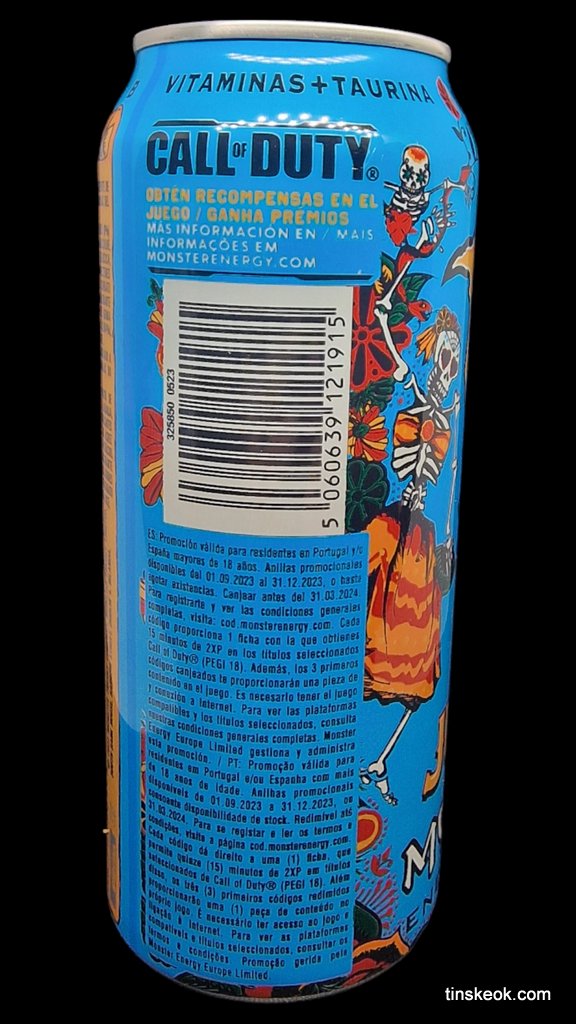 VITAMINAS+TAURINA
CALL OF DUTY®
OBTÉN RECOMPENSAS EN EL
JUEGO / GANHA PREMIOS
MÁS INFORMACIÓN EN / MAIS
INFORMAÇÕES EM
MONSTERENERGY.COM
325850 0523
5 060639 121915
ES: Promoción válida para residentes en Portugal y/o
España mayores de 18 años. Anillas promocionales
disponibles del 01.09.2023 al 31.12.2023, o hasta
agotar existencias. Canjear antes del 31.03.2024.
Para registrarte y ver las condiciones generales
completas, visita: cod.monsterenergy.com. Cada
código proporciona 1 ficha con la que obtienes
15 minutos de 2XP en los títulos seleccionados
Call of Duty® (PEGI 18). Además, los 3 primeros
códigos canjeados te proporcionarán una pieza de
contenido en el juego. Es necesario tener el juego
y conexión a Internet. Para ver las plataformas
compatibles y los títulos seleccionados, consulta
nuestras condiciones generales completas. Monster
Energy Europe Limited gestiona y administra
esta promoción. / PT: Promoção válida para
residentes em Portugal e/ou Espanha com mais
de 18 anos de idade. Anilhas promocionais
disponíveis de 01.09.2023 a 31.12.2023, ou
consoante disponibilidade de stock. Redimível até
31.03.2024. Para se registar e ler os termos e
condições, visite a página cod.monsterenergy.com.
Cada código dá direito a uma (1) ficha, que
permite quinze (15) minutos de 2XP em títulos
seleccionados de Call of Duty® (PEGI 18). Além
disso, os três (3) primeiros códigos redimidos
proporcionarão uma (1) peça de conteúdo no
próprio jogo. É necessário ter acesso ao jogo e
ligação à Internet. Para ver as plataformas
compatíveis e títulos seleccionados, consultar os
termos e condições. Promoção gerida pela
Monster Energy Europe Limited.
tinskeok.com